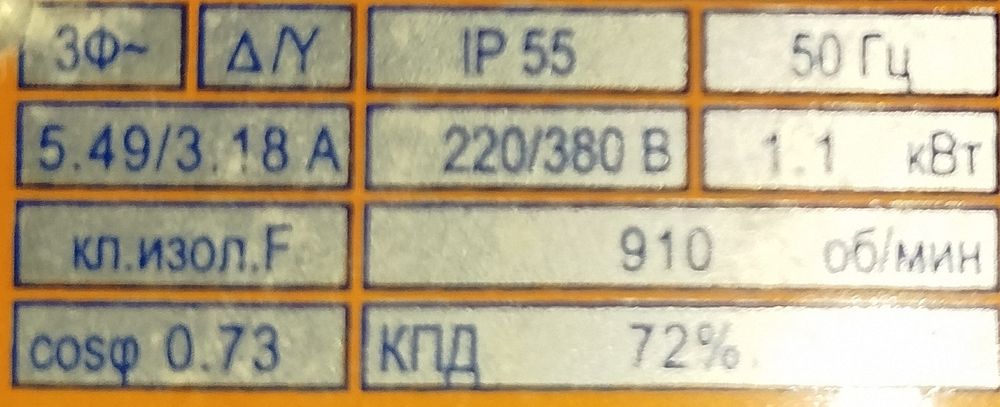 3Ф~ Δ/Y IP 55 50 Гц
5.49/3.18 А 220/380 В 1.1 кВт
кл.изол.F 910 об/мин
cosφ 0.73 КПД 72%